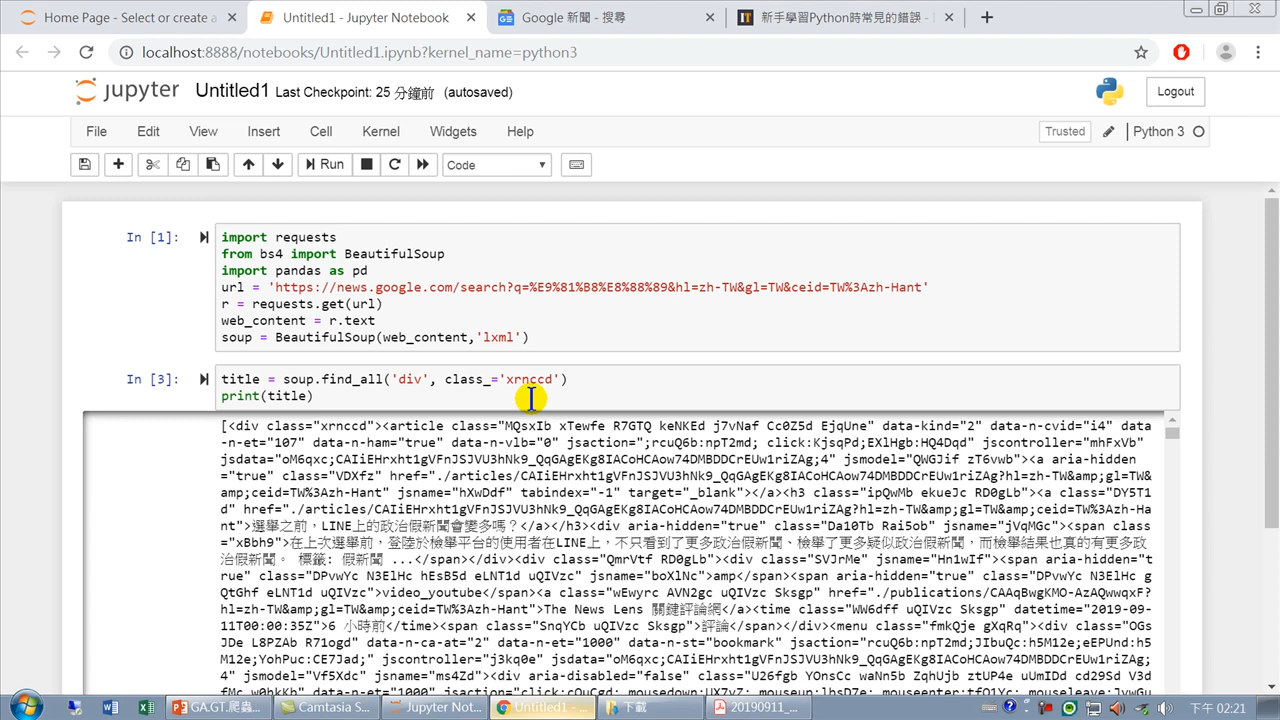 Home Page - Select or create a
Untitled1 - Jupyter Notebook
Google 新聞 - 搜尋
新手學習Python時常見的錯誤 -
localhost:8888/notebooks/Untitled1.ipynb?kernel_name=python3
jupyter Untitled1 Last Checkpoint: 25 分鐘前 (autosaved)
Logout
File Edit View Insert Cell Kernel Widgets Help
Trusted
Python 3
Run
Code
In [1]:
import requests
from bs4 import BeautifulSoup
import pandas as pd
url = 'https://news.google.com/search?q=%E9%81%B8%E8%88%89&hl=zh-TW&gl=TW&ceid=TW%3Azh-Hant'
r = requests.get(url)
web_content = r.text
soup = BeautifulSoup(web_content,'lxml')
In [3]:
title = soup.find_all('div', class_='xrnccd')
print(title)
[<div class="xrnccd"><article class="MQsxIb xTewfe R7GTQ keNKEd j7vNaf Cc0Z5d EjqUne" data-kind="2" data-n-cvid="i4" dat
a-n-et="107" data-n-ham="true" data-n-vlb="0" jsaction=";rcuQ6b:npT2md; click:KjsqPd;EXlHgb:HQ4Dqd" jscontroller="mhFxVb"
jsdata="oM6qxc;CAIiEHrxht1gVFnJSJVU3hNk9_QqGAgEKg8IACoHCAow74DMBDDCrEUw1riZAg;4" jsmodel="QWGJif zT6vwb"><a aria-hidden
="true" class="VDXfz" href="./articles/CAIiEHrxht1gVFnJSJVU3hNk9_QqGAgEKg8IACoHCAow74DMBDDCrEUw1riZAg?hl=zh-TW&amp;gl=TW&
amp;ceid=TW%3Azh-Hant" jsname="hXwDdf" tabindex="-1" target="_blank"></a><h3 class="ipQwMb ekueJc RD0gLb"><a class="DY5T1
d" href="./articles/CAIiEHrxht1gVFnJSJVU3hNk9_QqGAgEKg8IACoHCAow74DMBDDCrEUw1riZAg?hl=zh-TW&amp;gl=TW&amp;ceid=TW%3Azh-Ha
nt">選舉之前，LINE上的政治假新聞會變多嗎？</a></h3><div aria-hidden="true" class="Da10Tb Rai5ob" jsname="jVqMGc"><span class
="xBbh9">在上次選舉前，登陸於檢舉平台的使用者在LINE上，不只看到了更多政治假新聞、檢舉了更多疑似政治假新聞，而檢舉結果也真的有更多政
治假新聞。 標籤: 假新聞 ...</span></div><div class="QmrVtf RD0gLb"><div class="SVJrMe" jsname="Hn1wIf"><span aria-hidden="t
rue" class="DPvwYc N3ElHc hEsB5d eLNT1d uQIVzc" jsname="boXlNc">amp</span><span aria-hidden="true" class="DPvwYc N3ElHc g
QtGhf eLNT1d uQIVzc">video_youtube</span><a class="wEwyrc AVN2gc uQIVzc Sksgp" href="./publications/CAAqBwgKMO-AzAQwwqxF?
hl=zh-TW&amp;gl=TW&amp;ceid=TW%3Azh-Hant">The News Lens 關鍵評論網</a><time class="WW6dff uQIVzc Sksgp" datetime="2019-09-
11T00:00:35Z">6 小時前</time><span class="SnqYCb uQIVzc Sksgp">評論</span><menu class="fmkQje gXqRq"><div class="OGs
JDe L8PZAb R71ogd" data-n-ca-at="2" data-n-et="1000" data-n-st="bookmark" jsaction="rcuQ6b:npT2md;JIbuQc:h5M12e;eEPUnd:h5
M12e;YohPuc:CE7Jad;" jscontroller="j3kq0e" jsdata="oM6qxc;CAIiEHrxht1gVFnJSJVU3hNk9_QqGAgEKg8IACoHCAow74DMBDDCrEUw1riZAg;
4" jsmodel="Vf5Xdc" jsname="ms4Zd"><div aria-disabled="false" class="U26fgb YOnsCc waNn5b ZqhUjb ztUP4e uUmIDd cd29Sd V3d
GA.GT.爬蟲...
Camtasia S...
Jupyter Not...
Untitled1 - ...
下載
20190911_...
下午 02:21